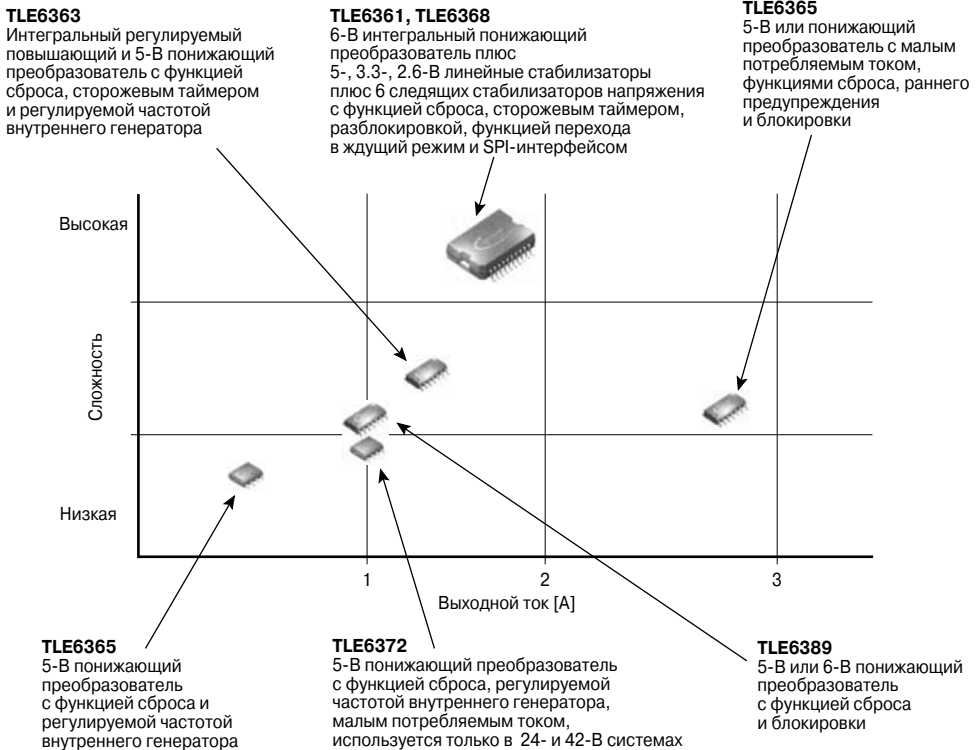 TLE6363
Интегральный регулируемый
повышающий и 5-В понижающий
преобразователь с функцией
сброса, сторожевым таймером
и регулируемой частотой
внутреннего генератора
TLE6361, TLE6368
6-В интегральный понижающий
преобразователь плюс
5-, 3.3-, 2.6-В линейные стабилизаторы
плюс 6 следящих стабилизаторов напряжения
с функцией сброса, сторожевым таймером,
разблокировкой, функцией перехода
в ждущий режим и SPI-интерфейсом
TLE6365
5-В или понижающий
преобразователь с малым
потребляемым током,
функциями сброса, раннего
предупреждения
и блокировки
Высокая
Сложность
Низкая
1
2
3
Выходной ток [А]
TLE6365
5-В понижающий
преобразователь
с функцией сброса и
регулируемой частотой
внутреннего генератора
TLE6372
5-В понижающий преобразователь
с функцией сброса, регулируемой
частотой внутреннего генератора,
малым потребляемым током,
используется только в 24- и 42-В системах
TLE6389
5-В или 6-В понижающий
преобразователь
с функцией сброса
и блокировки